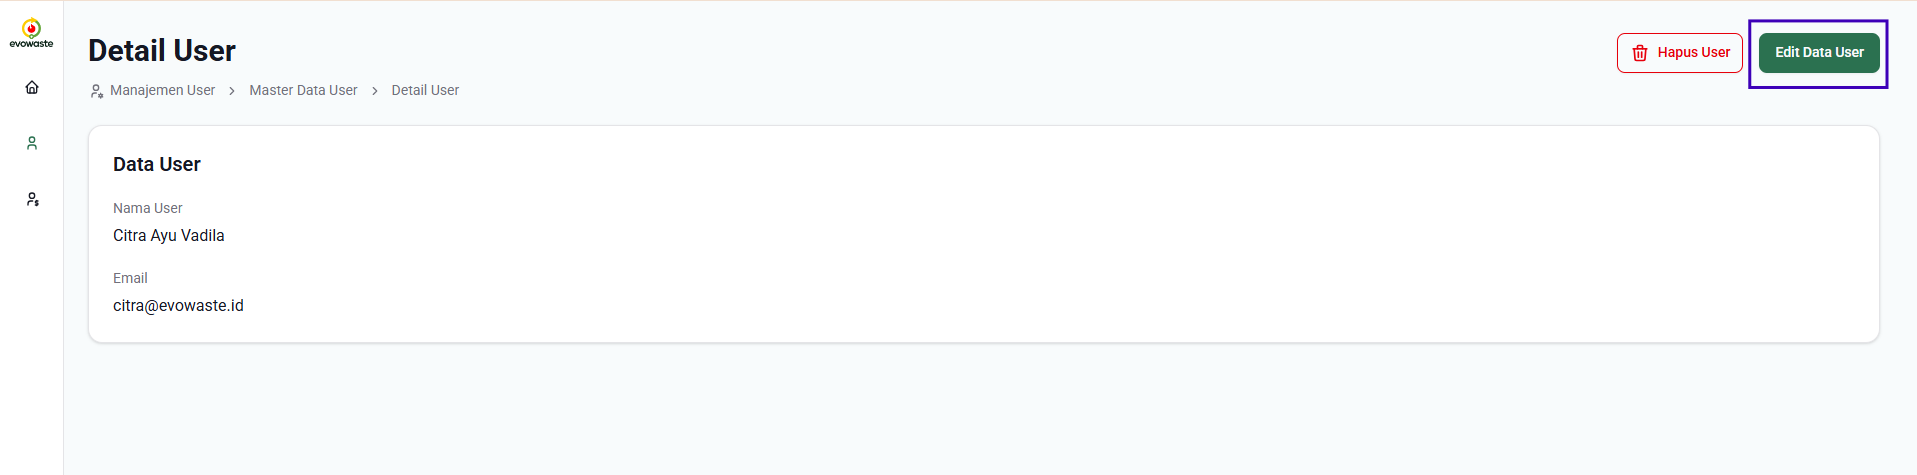 evowaste
Detail User
Hapus User
Edit Data User
Manajemen User > Master Data User > Detail User
Data User
Nama User
Citra Ayu Vadila
Email
citra@evowaste.id